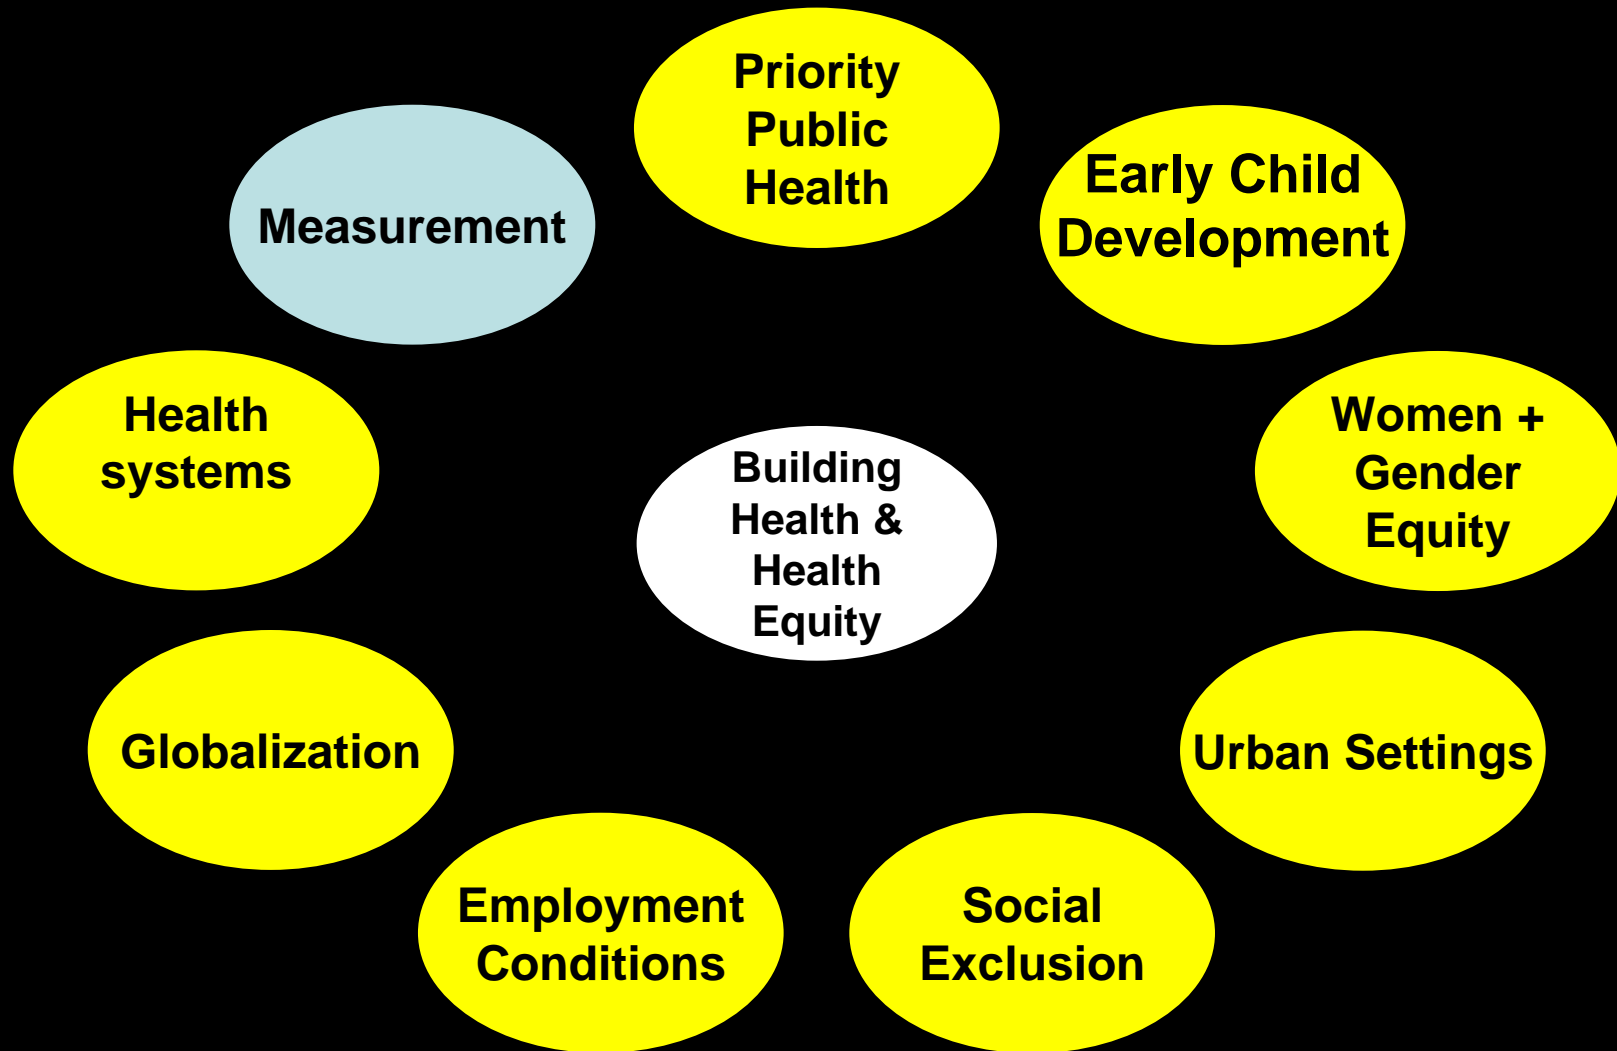 Priority
Public
Health
Measurement
Early Child
Development
Health
systems
Women +
Gender
Equity
Building
Health &
Health
Equity
Globalization
Urban Settings
Employment
Conditions
Social
Exclusion